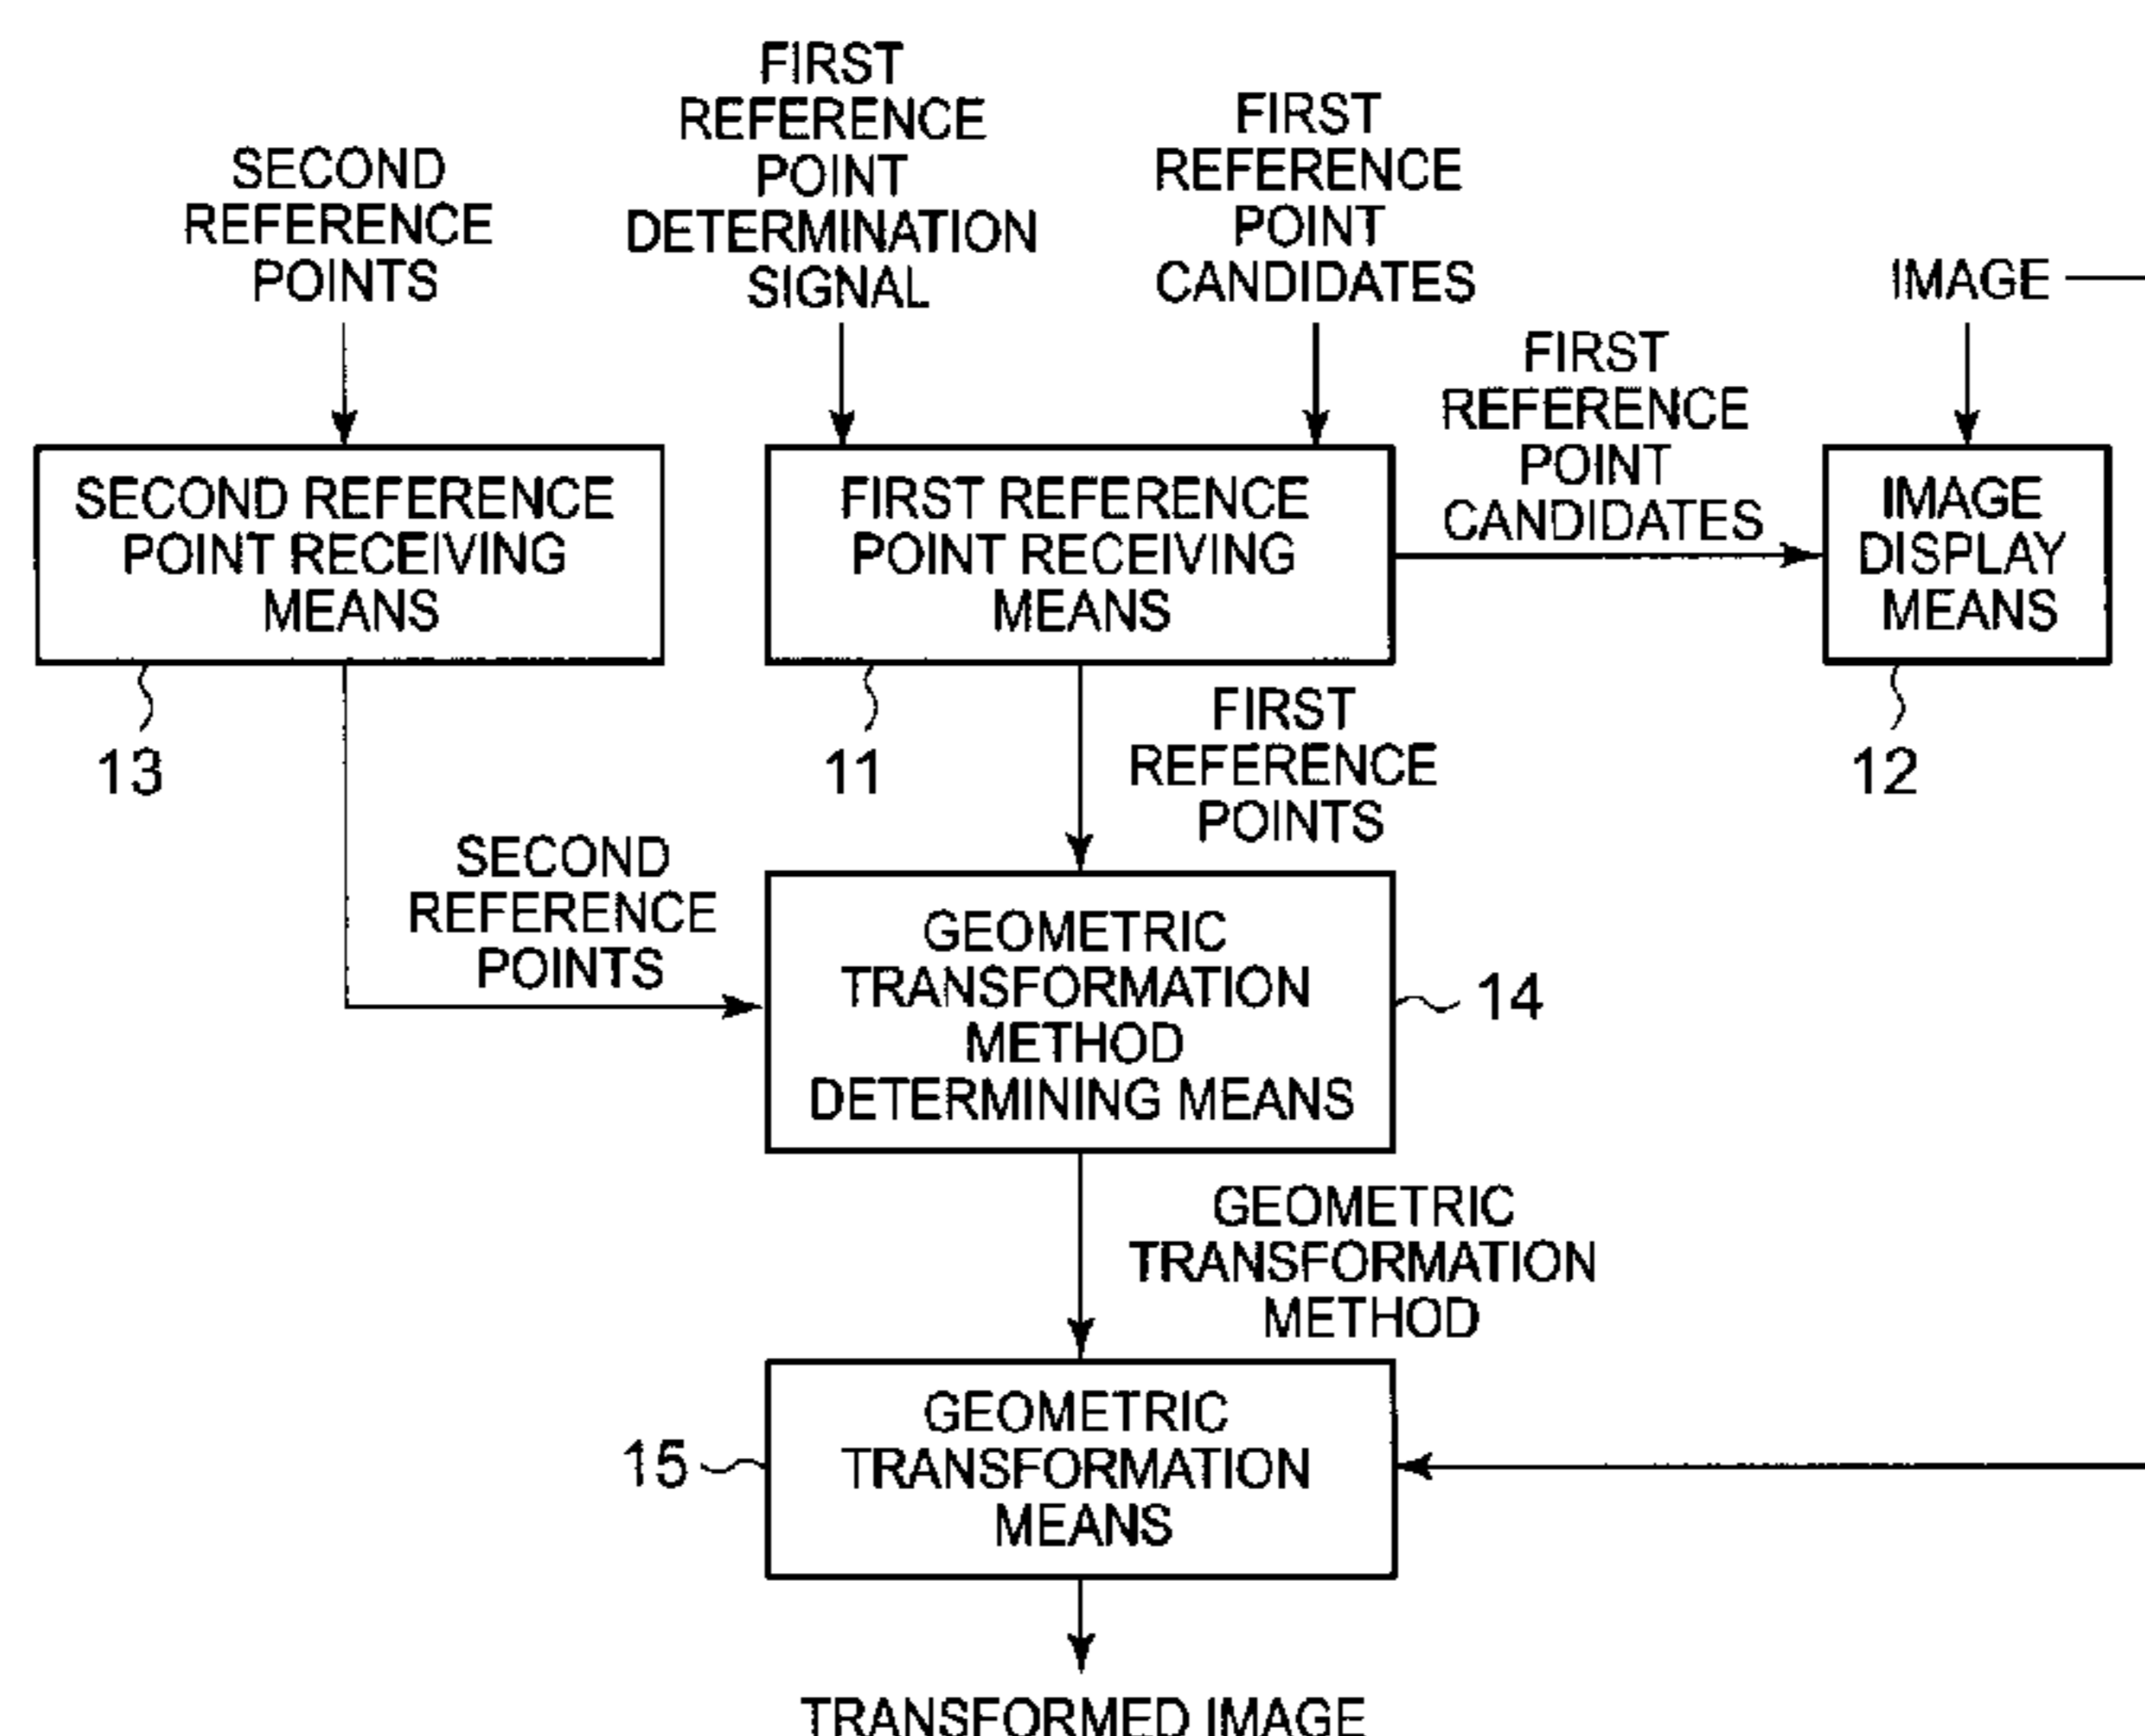 SECOND
REFERENCE
POINTS
FIRST
REFERENCE
POINT
DETERMINATION
SIGNAL
FIRST
REFERENCE
POINT
CANDIDATES
IMAGE
FIRST
REFERENCE
POINT
CANDIDATES
SECOND REFERENCE
POINT RECEIVING
MEANS
13
FIRST REFERENCE
POINT RECEIVING
MEANS
11
IMAGE
DISPLAY
MEANS
12
FIRST
REFERENCE
POINTS
SECOND
REFERENCE
POINTS
GEOMETRIC
TRANSFORMATION
METHOD
DETERMINING MEANS
14
GEOMETRIC
TRANSFORMATION
METHOD
15
GEOMETRIC
TRANSFORMATION
MEANS
TRANSFORMED IMAGE